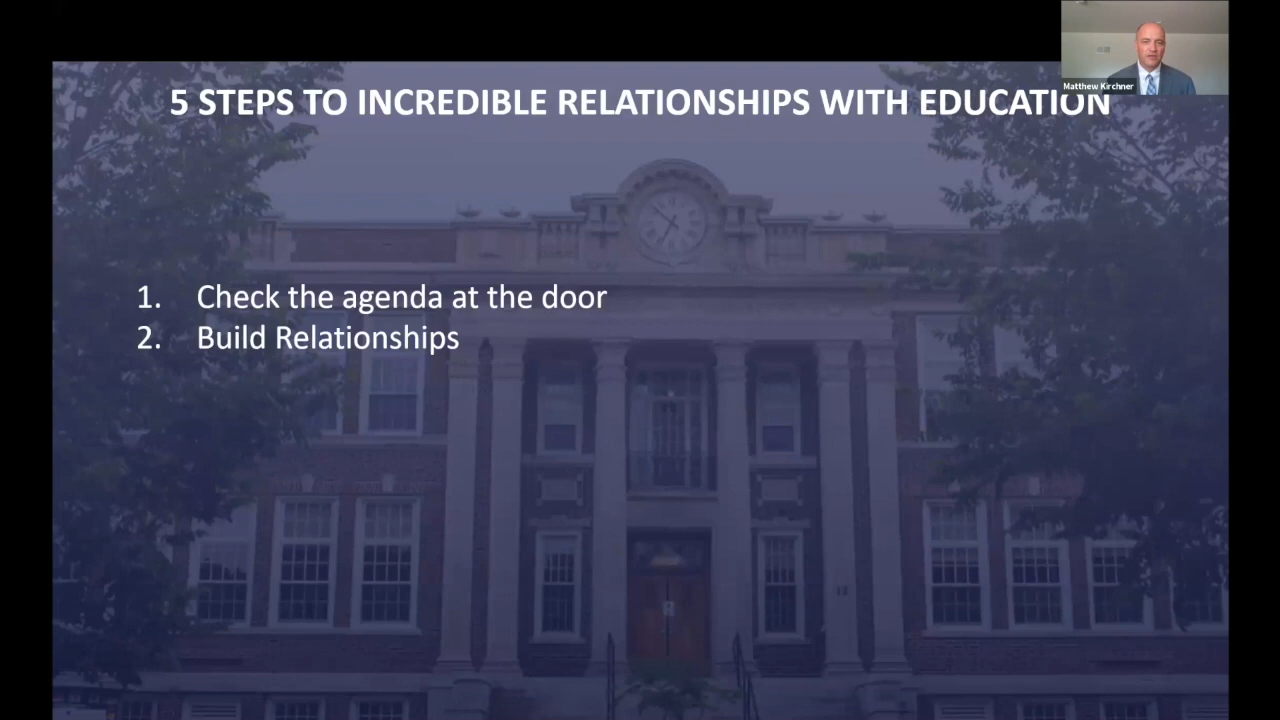 Matthew Kirchner
5 STEPS TO INCREDIBLE RELATIONSHIPS WITH EDUCATION
1. Check the agenda at the door
2. Build Relationships